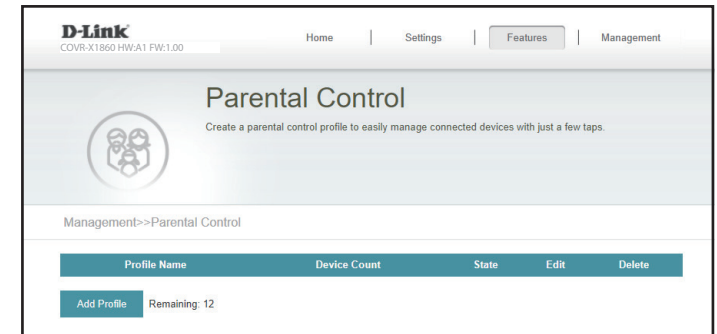 D-Link
COVR-X1860 HW:A1 FW:1.00
Home | Settings | Features | Management
Parental Control
Create a parental control profile to easily manage connected devices with just a few taps.
Management>>Parental Control
Profile Name Device Count State Edit Delete
Add Profile Remaining: 12